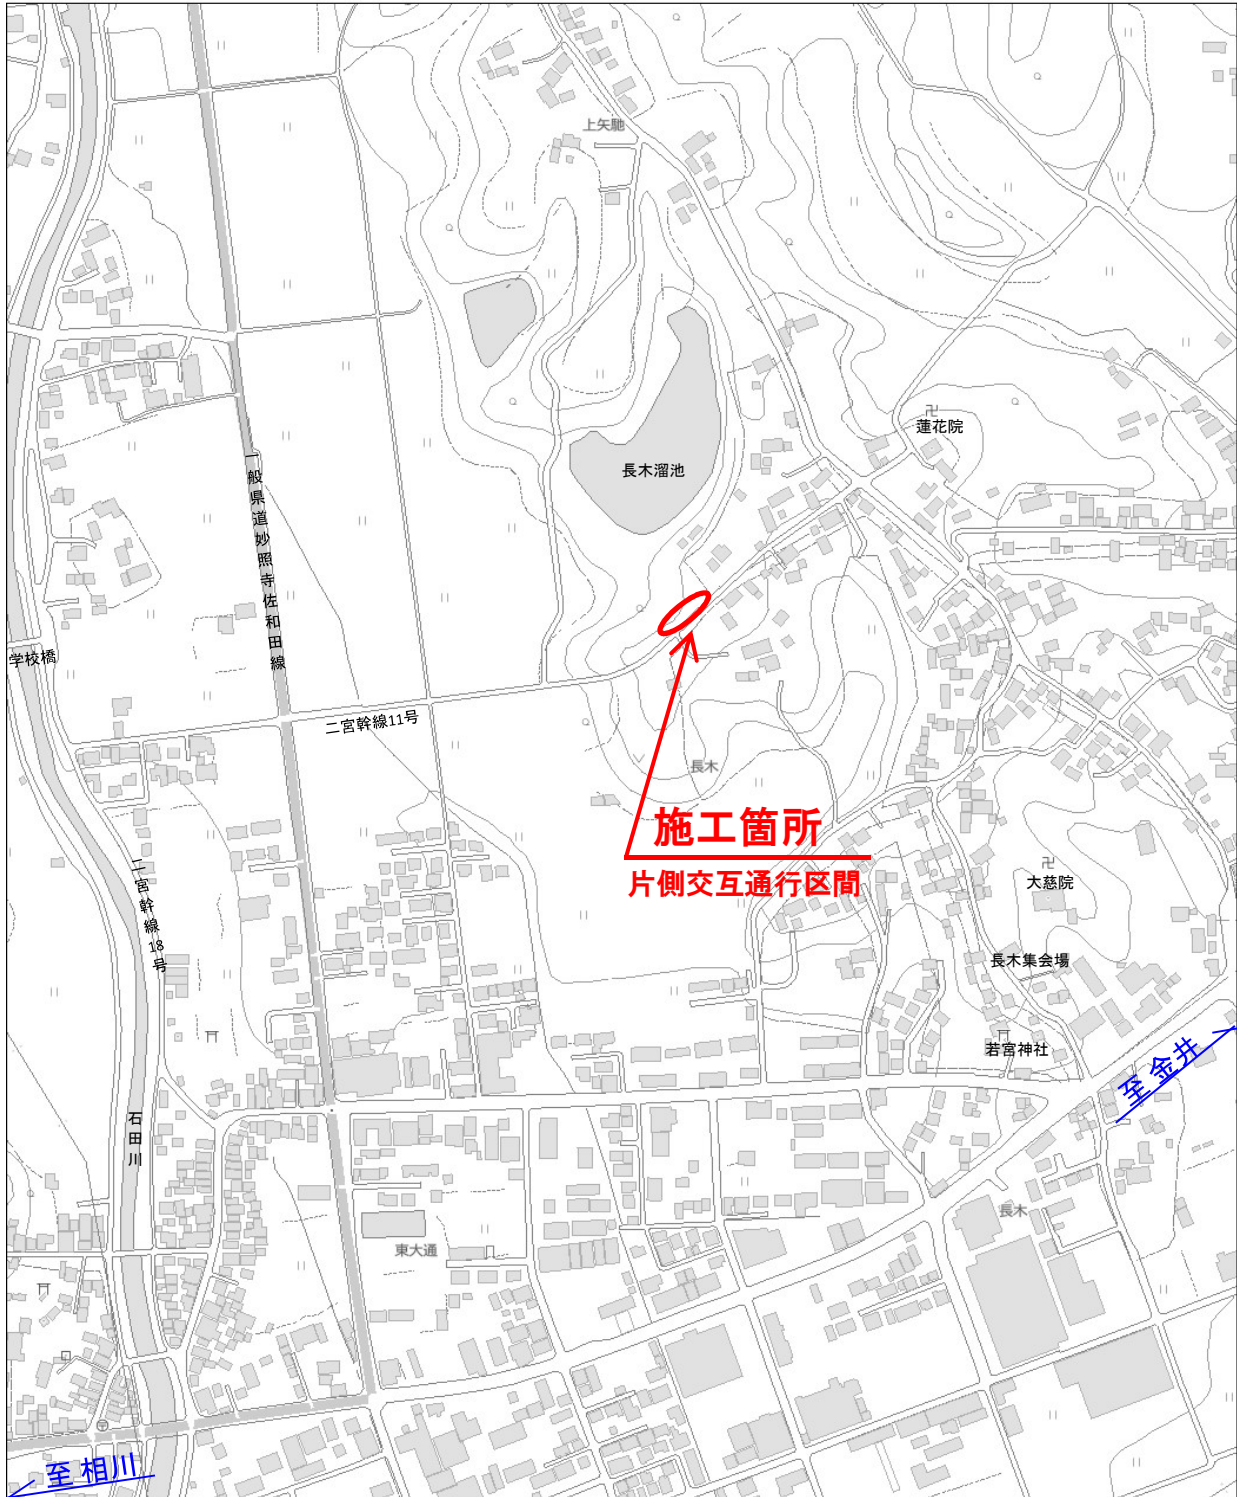 上矢馳
蓮花院
長木溜池
一般県道妙照寺佐和田線
学校橋
二宮幹線11号
長木
施工箇所
片側交互通行区間
二宮幹線18号
大慈院
長木集会場
若宮神社
至 金井
石田川
長木
東大通
至 相川